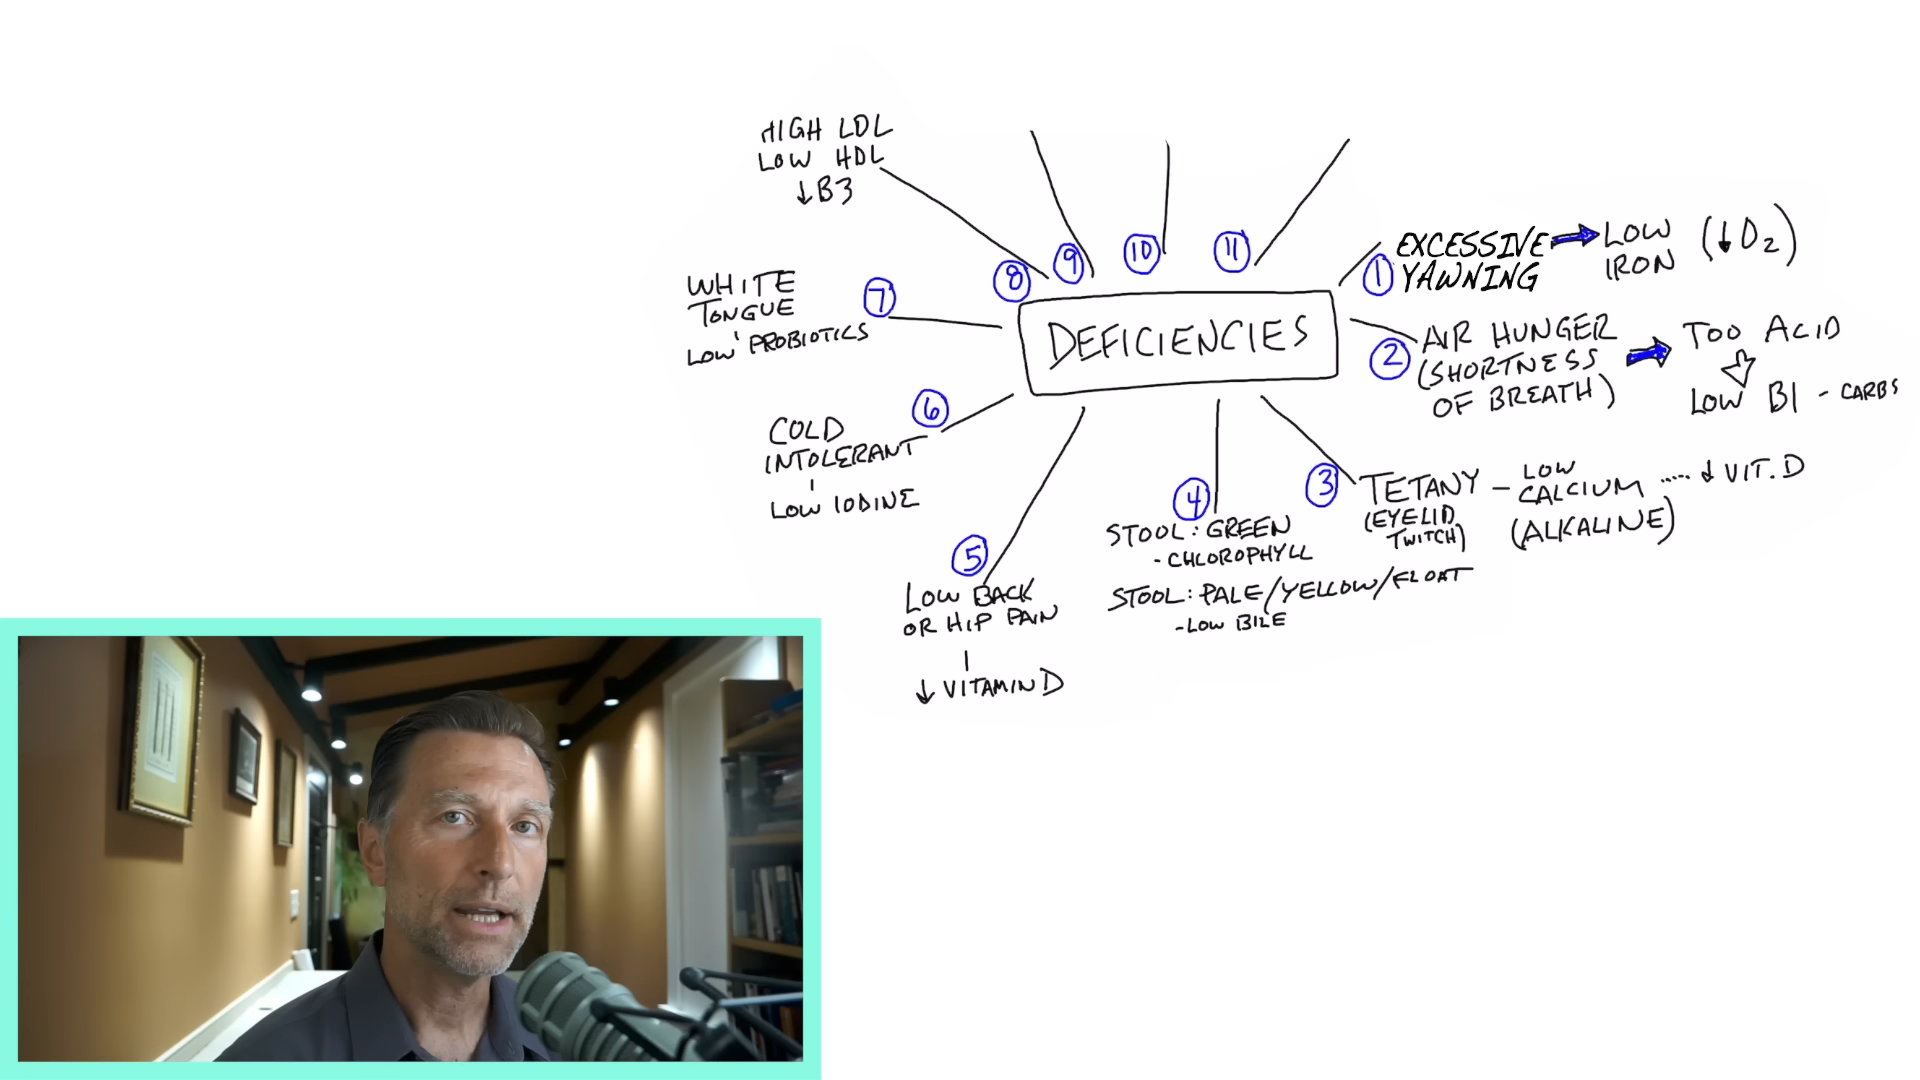 DEFICIENCIES
1
EXCESSIVE
YAWNING
LOW
IRON
(↓O2)
2
AIR HUNGER
(SHORTNESS
OF BREATH)
TOO ACID
LOW B1 - CARBS
3
TETANY -
(EYELID
TWITCH)
LOW
CALCIUM ..... ↓ VIT. D
(ALKALINE)
4
STOOL: GREEN
- CHLOROPHYLL
STOOL: PALE/YELLOW/FLOAT
- LOW BILE
5
LOW BACK
OR HIP PAIN
↓ VITAMIN D
6
COLD
INTOLERANT
LOW IODINE
7
WHITE
TONGUE
LOW PROBIOTICS
8
HIGH LDL
LOW HDL
↓B3
9
10
11